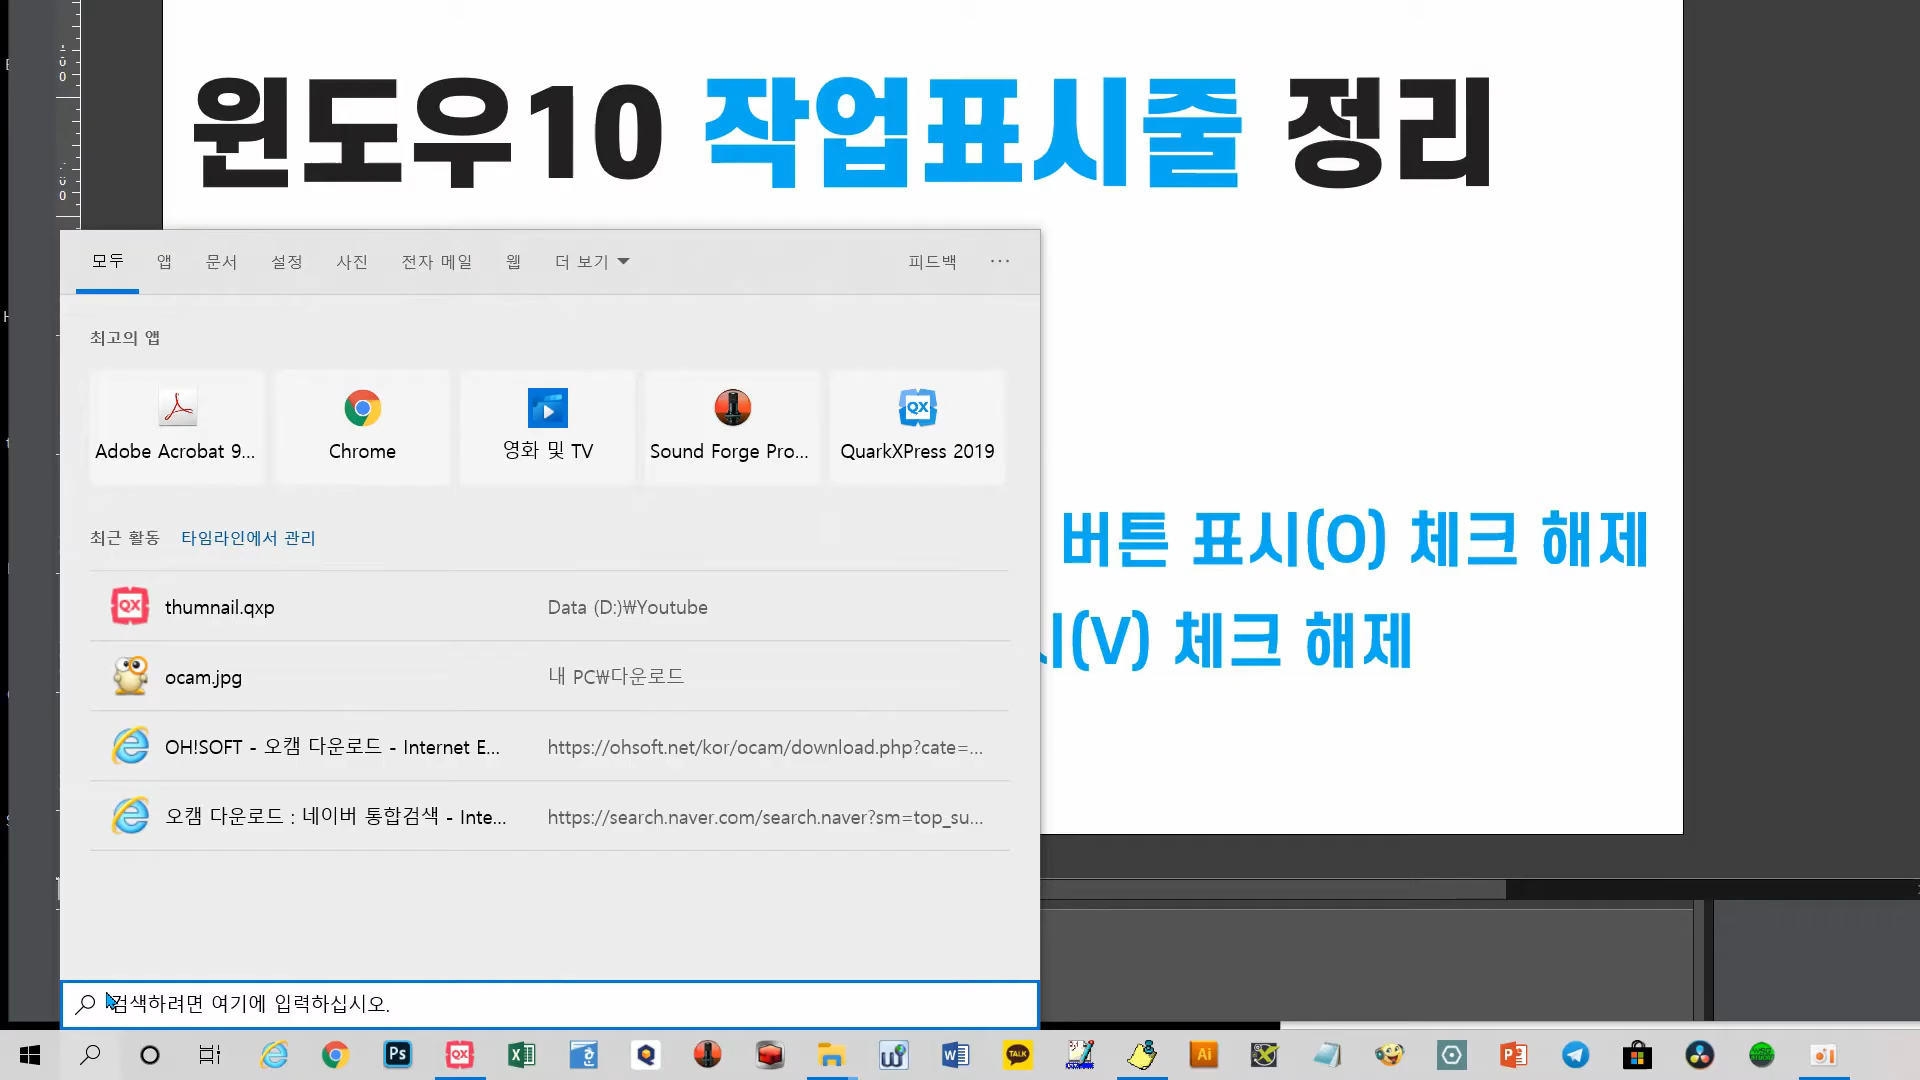 윈도우10 작업표시줄 정리
모두 앱 문서 설정 사진 전자 메일 웹 더 보기 피드백 ···
최고의 앱
Adobe Acrobat 9... Chrome 영화 및 TV Sound Forge Pro... QuarkXPress 2019
버튼 표시(O) 체크 해제
최근 활동 타임라인에서 관리
thumnail.qxp Data (D:)₩Youtube
시(V) 체크 해제
ocam.jpg 내 PC₩다운로드
OH!SOFT - 오캠 다운로드 - Internet E... https://ohsoft.net/kor/ocam/download.php?cate=...
오캠 다운로드 : 네이버 통합검색 - Inte... https://search.naver.com/search.naver?sm=top_su...
검색하려면 여기에 입력하십시오.